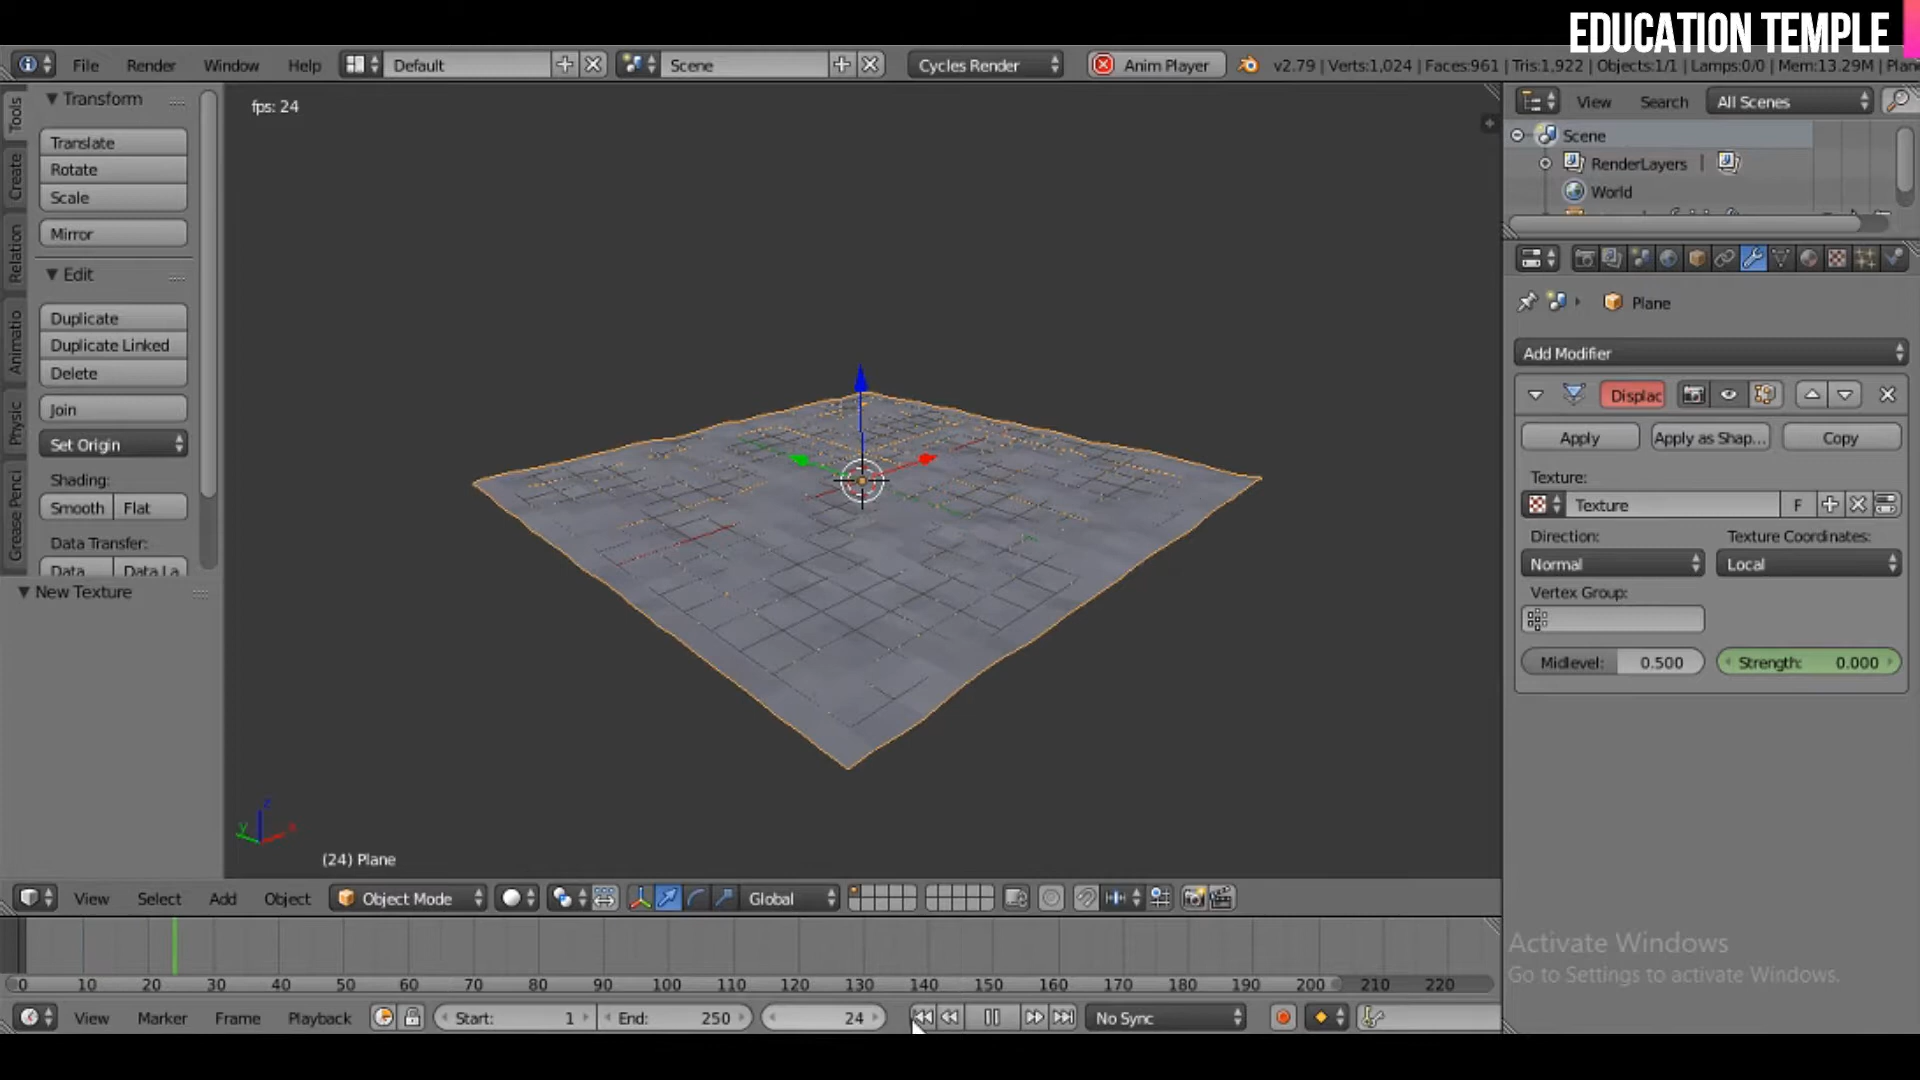 EDUCATION TEMPLE
File Render Window Help Default Scene Cycles Render Anim Player v2.79 | Verts:1,024 | Faces:961 | Tris:1,922 | Objects:1/1 | Lamps:0/0 | Mem:13.29M | Plan
Tools
Create
Relation
Animatio
Physic
Grease Penci
Transform
Translate
Rotate
Scale
Mirror
Edit
Duplicate
Duplicate Linked
Delete
Join
Set Origin
Shading:
Smooth Flat
Data Transfer:
Data Data La
New Texture
fps: 24
z
y x
(24) Plane
View Search All Scenes
Scene
RenderLayers |
World
Plane
Add Modifier
Displac
Apply Apply as Shap... Copy
Texture:
Texture F
Direction: Texture Coordinates:
Normal Local
Vertex Group:
Midlevel: 0.500 Strength: 0.000
Activate Windows
Go to Settings to activate Windows.
View Select Add Object Object Mode Global
0 10 20 30 40 50 60 70 80 90 100 110 120 130 140 150 160 170 180 190 200 210 220
View Marker Frame Playback Start: 1 End: 250 24 No Sync